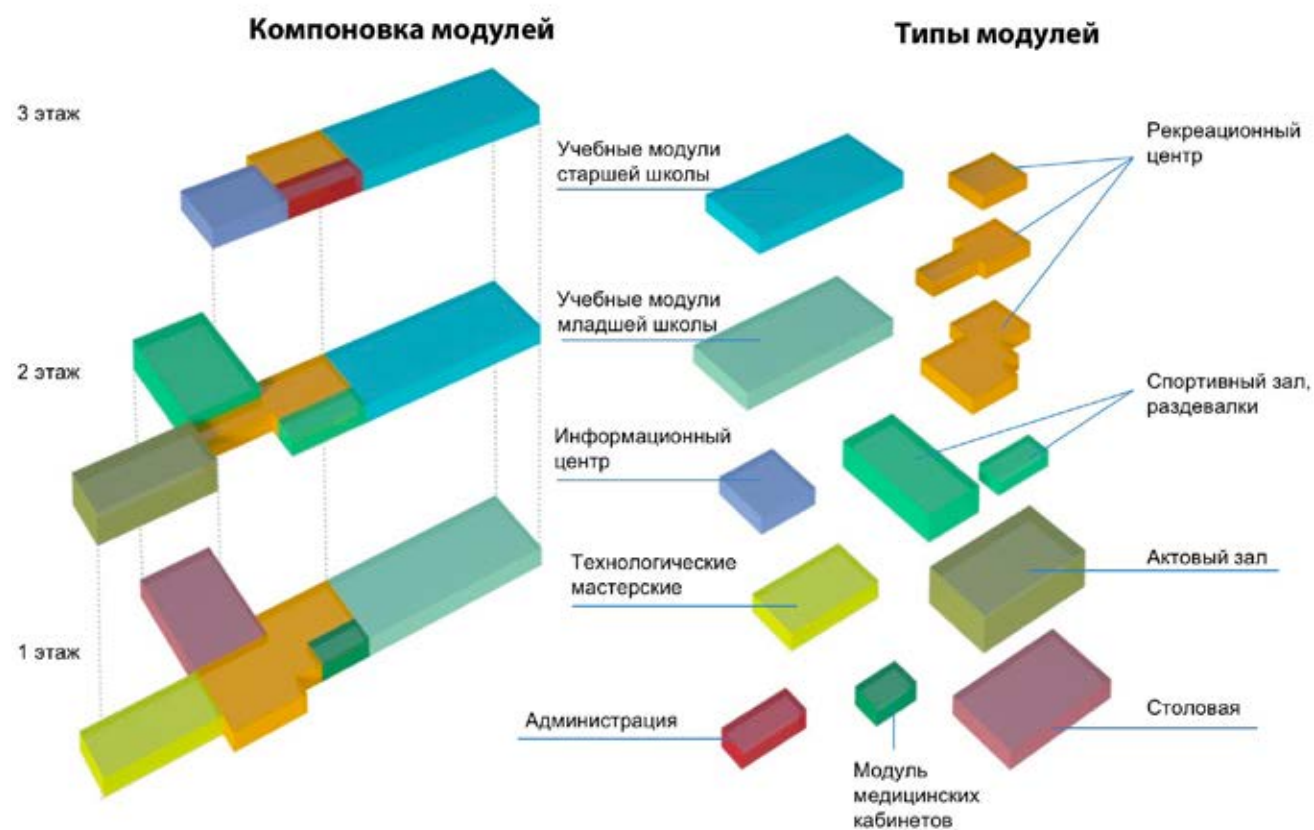 Компоновка модулей
3 этаж
2 этаж
1 этаж
Типы модулей
Учебные модули
старшей школы
Рекреационный
центр
Учебные модули
младшей школы
Спортивный зал,
раздевалки
Информационный
центр
Технологические
мастерские
Актовый зал
Администрация
Модуль
медицинских
кабинетов
Столовая